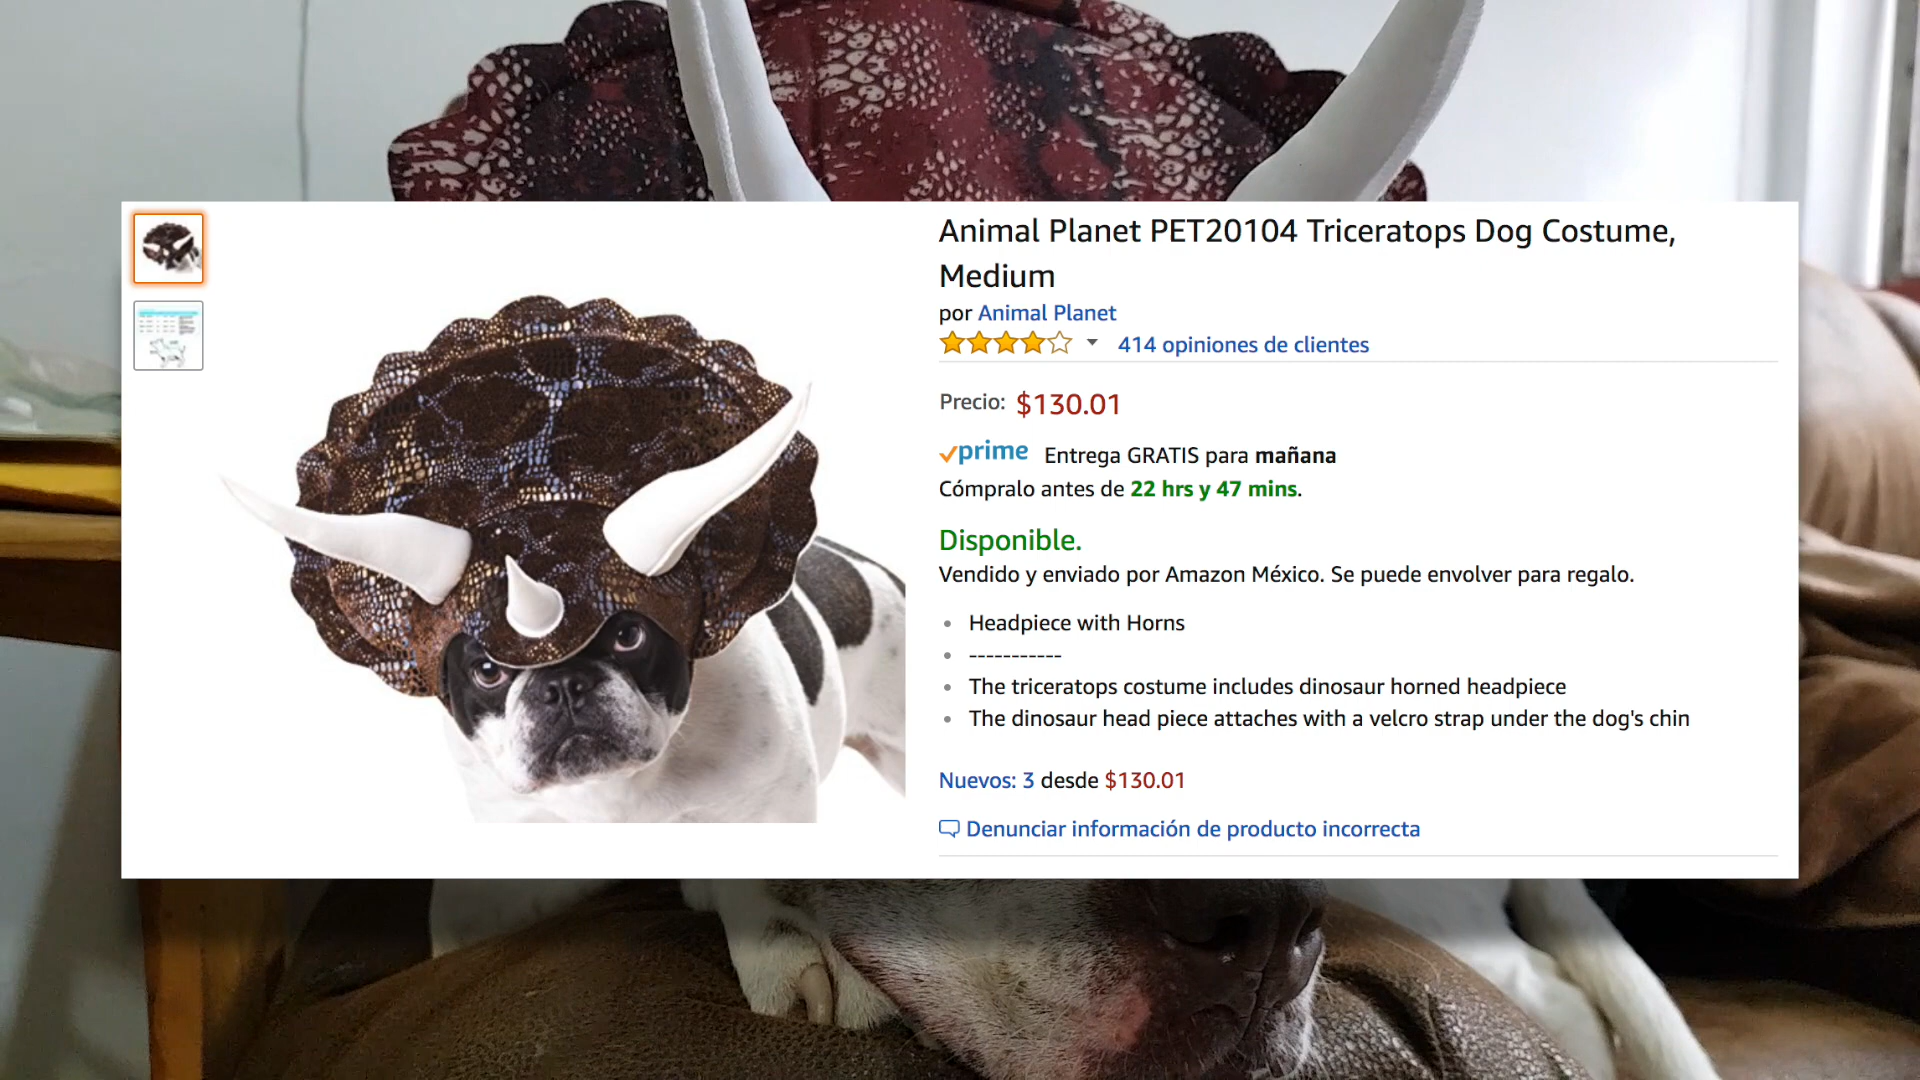 Animal Planet PET20104 Triceratops Dog Costume,
Medium
por Animal Planet
414 opiniones de clientes
Precio: $130.01
prime Entrega GRATIS para mañana
Cómpralo antes de 22 hrs y 47 mins.
Disponible.
Vendido y enviado por Amazon México. Se puede envolver para regalo.
Headpiece with Horns
-----------
The triceratops costume includes dinosaur horned headpiece
The dinosaur head piece attaches with a velcro strap under the dog's chin
Nuevos: 3 desde $130.01
Denunciar información de producto incorrecta